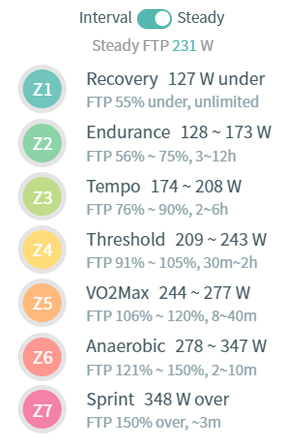 Interval Steady
Steady FTP 231 W
Z1 Recovery 127 W under
FTP 55% under, unlimited
Z2 Endurance 128 ~ 173 W
FTP 56% ~ 75%, 3~12h
Z3 Tempo 174 ~ 208 W
FTP 76% ~ 90%, 2~6h
Z4 Threshold 209 ~ 243 W
FTP 91% ~ 105%, 30m~2h
Z5 VO2Max 244 ~ 277 W
FTP 106% ~ 120%, 8~40m
Z6 Anaerobic 278 ~ 347 W
FTP 121% ~ 150%, 2~10m
Z7 Sprint 348 W over
FTP 150% over, ~3m